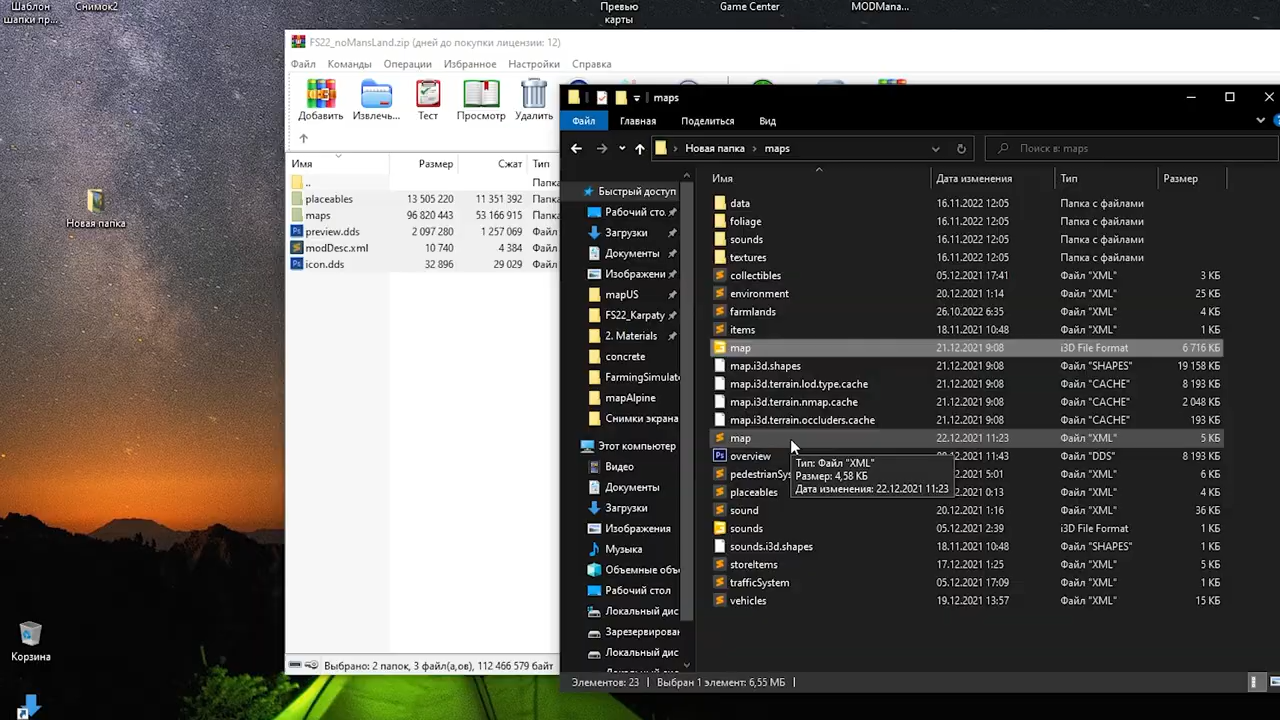 Шаблон
шапки пр...
Снимок2
Превью
карты
Game Center
MODMana...
Новая папка
Корзина
FS22_noMansLand.zip (дней до покупки лицензии: 12)
Файл Команды Операции Избранное Настройки Справка
Добавить Извлечь... Тест Просмотр Удалить
Имя Размер Сжат Тип
.. Папка
placeables 13 505 220 11 351 392 Папка
maps 96 820 443 53 166 915 Папка
preview.dds 2 097 280 1 257 069 Файл
modDesc.xml 10 740 4 384 Файл
icon.dds 32 896 29 029 Файл
Выбрано: 2 папок, 3 файл(а,ов), 112 466 579 байт
maps
Файл Главная Поделиться Вид
Новая папка › maps
Поиск в: maps
Быстрый доступ
Рабочий сто.
Загрузки
Документы
Изображени
mapUS
FS22_Karpaty
2. Materials
concrete
FarmingSimulato
mapAlpine
Снимки экрана
Этот компьютер
Видео
Документы
Загрузки
Изображения
Музыка
Объемные объ
Рабочий стол
Локальный дис
Зарезервирован
Локальный дис
Имя Дата изменения Тип Размер
data 16.11.2022 12:05 Папка с файлами
foliage 16.11.2022 12:05 Папка с файлами
sounds 16.11.2022 12:05 Папка с файлами
textures 16.11.2022 12:05 Папка с файлами
collectibles 05.12.2021 17:41 Файл "XML" 3 КБ
environment 20.12.2021 1:14 Файл "XML" 25 КБ
farmlands 26.10.2022 6:35 Файл "XML" 4 КБ
items 18.11.2021 10:48 Файл "XML" 1 КБ
map 21.12.2021 9:08 i3D File Format 6 716 КБ
map.i3d.shapes 21.12.2021 9:08 Файл "SHAPES" 19 158 КБ
map.i3d.terrain.lod.type.cache 21.12.2021 9:08 Файл "CACHE" 8 193 КБ
map.i3d.terrain.nmap.cache 21.12.2021 9:08 Файл "CACHE" 2 048 КБ
map.i3d.terrain.occluders.cache 21.12.2021 9:08 Файл "CACHE" 193 КБ
map 22.12.2021 11:23 Файл "XML" 5 КБ
overview .12.2021 11:43 Файл "DDS" 8 193 КБ
pedestrianSy .2021 5:01 Файл "XML" 6 КБ
placeables .2021 0:13 Файл "XML" 4 КБ
sound 20.12.2021 1:16 Файл "XML" 36 КБ
sounds 05.12.2021 2:39 i3D File Format 1 КБ
sounds.i3d.shapes 18.11.2021 10:48 Файл "SHAPES" 1 КБ
storeItems 17.12.2021 1:25 Файл "XML" 5 КБ
trafficSystem 05.12.2021 17:09 Файл "XML" 1 КБ
vehicles 19.12.2021 13:57 Файл "XML" 15 КБ
Тип: Файл "XML"
Размер: 4,58 КБ
Дата изменения: 22.12.2021 11:23
Элементов: 23 Выбран 1 элемент: 6,55 МБ